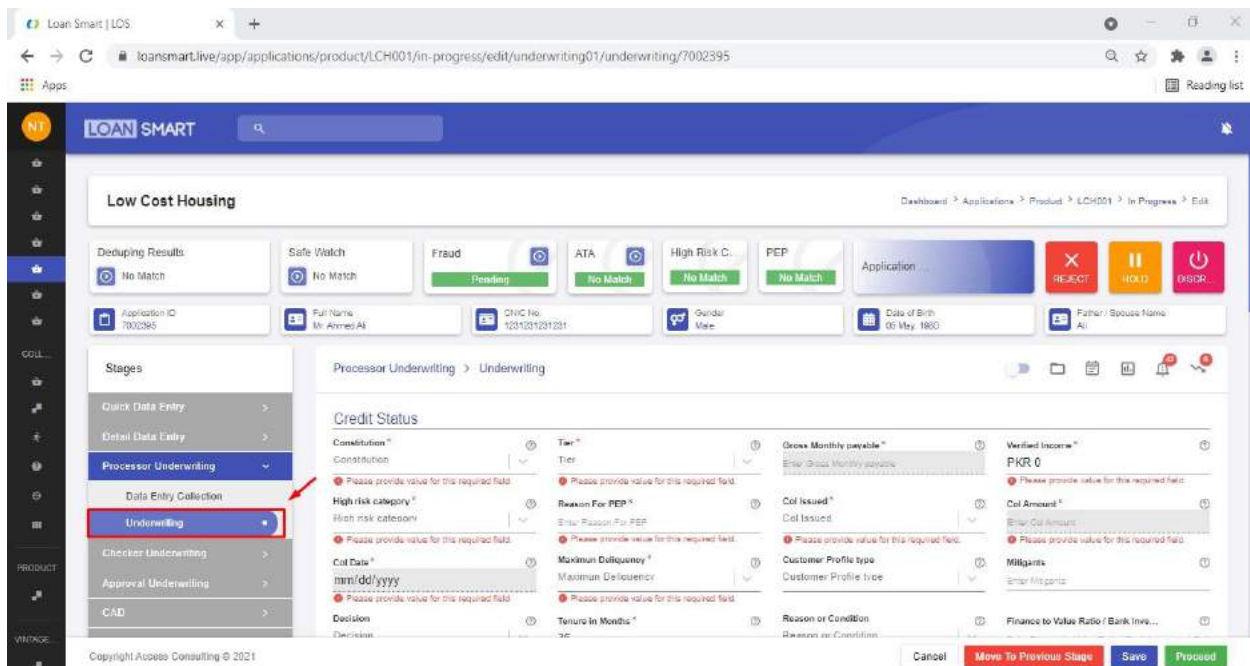 Loan Smart | LOS
loansmart.live/app/applications/product/LCH001/in-progress/edit/underwriting01/underwriting/7002395
Apps
Reading list
NT
LOAN SMART
Low Cost Housing
Dashboard > Applications > Product > LCH001 > In Progress > Edit
Deduping Results
No Match
Safe Watch
No Match
Fraud
Pending
ATA
No Match
High Risk C...
No Match
PEP
No Match
Application ...
REJECT
HOLD
DISCR...
Application ID
7002395
Full Name
Mr. Ahmed Ali
CNIC No.
1231231231231
Gender
Male
Date of Birth
05 May, 1980
Father / Spouse Name
Ali
COLL...
PRODUCT
VINTAGE...
Stages
Quick Data Entry
Detail Data Entry
Processor Underwriting
Data Entry Collection
Underwriting
Checker Underwriting
Approval Underwriting
CAD
Processor Underwriting > Underwriting
Credit Status
Constitution *
Constitution
Please provide value for this required field.
Tier *
Tier
Please provide value for this required field.
Gross Monthly payable *
Enter Gross Monthly payable
Verified Income *
PKR 0
Please provide value for this required field.
High risk category *
High risk category
Please provide value for this required field.
Reason For PEP *
Enter Reason For PEP
Please provide value for this required field.
Col Issued *
Col Issued
Please provide value for this required field.
Col Amount *
Enter Col Amount
Please provide value for this required field.
Col Date *
mm/dd/yyyy
Please provide value for this required field.
Maximun Deliquency *
Maximun Deliquency
Please provide value for this required field.
Customer Profile type
Customer Profile type
Mitigants
Enter Mitigants
Decision
Decision
Tenure in Months *
36
Reason or Condition
Reason or Condition
Finance to Value Ratio / Bank Inve...
Copyright Access Consulting © 2021
Cancel
Move To Previous Stage
Save
Proceed